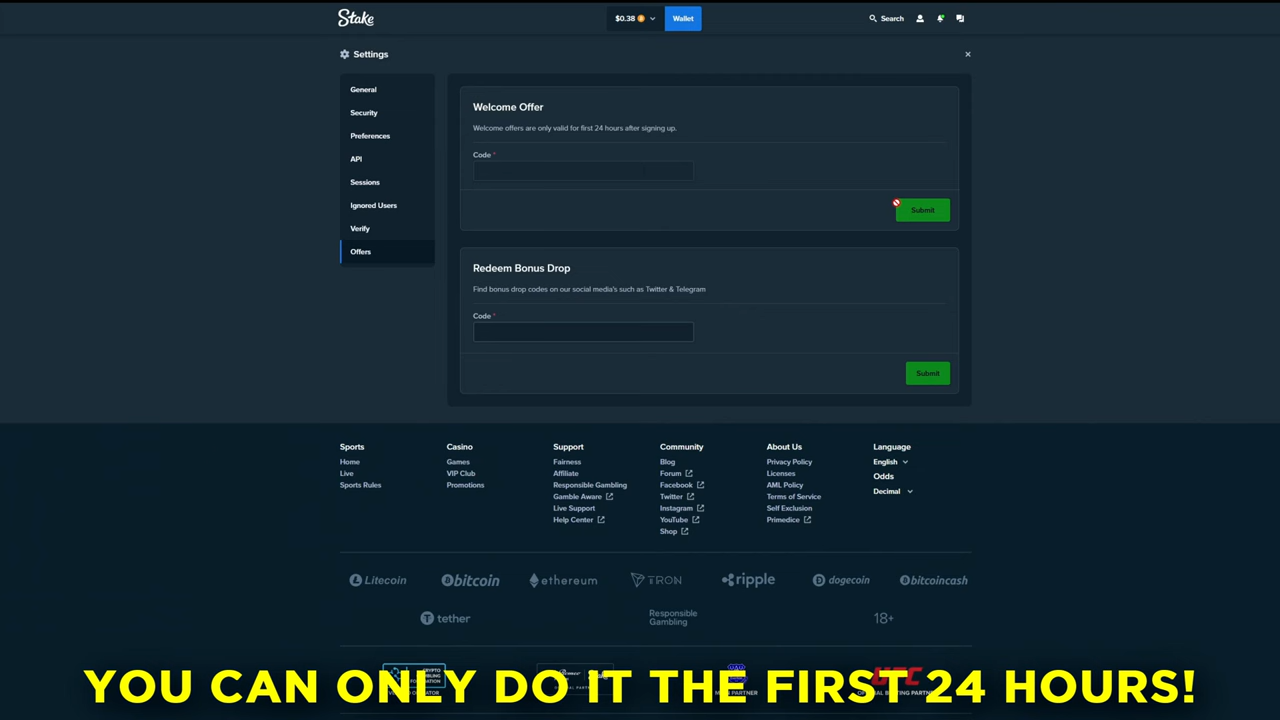 Stake
$0.38
Wallet
Search
Settings
General
Security
Preferences
API
Sessions
Ignored Users
Verify
Offers
Welcome Offer
Welcome offers are only valid for first 24 hours after signing up.
Code *
Submit
Redeem Bonus Drop
Find bonus drop codes on our social media's such as Twitter & Telegram
Code *
Submit
Sports
Home
Live
Sports Rules
Casino
Games
VIP Club
Promotions
Support
Fairness
Affiliate
Responsible Gambling
Gamble Aware
Live Support
Help Center
Community
Blog
Forum
Facebook
Twitter
Instagram
YouTube
Shop
About Us
Privacy Policy
Licenses
AML Policy
Terms of Service
Self Exclusion
Primedice
Language
English
Odds
Decimal
Litecoin
bitcoin
ethereum
TRON
ripple
dogecoin
bitcoincash
tether
Responsible
Gambling
18+
CRYPTO
UFC
YOU CAN ONLY DO IT THE FIRST 24 HOURS!